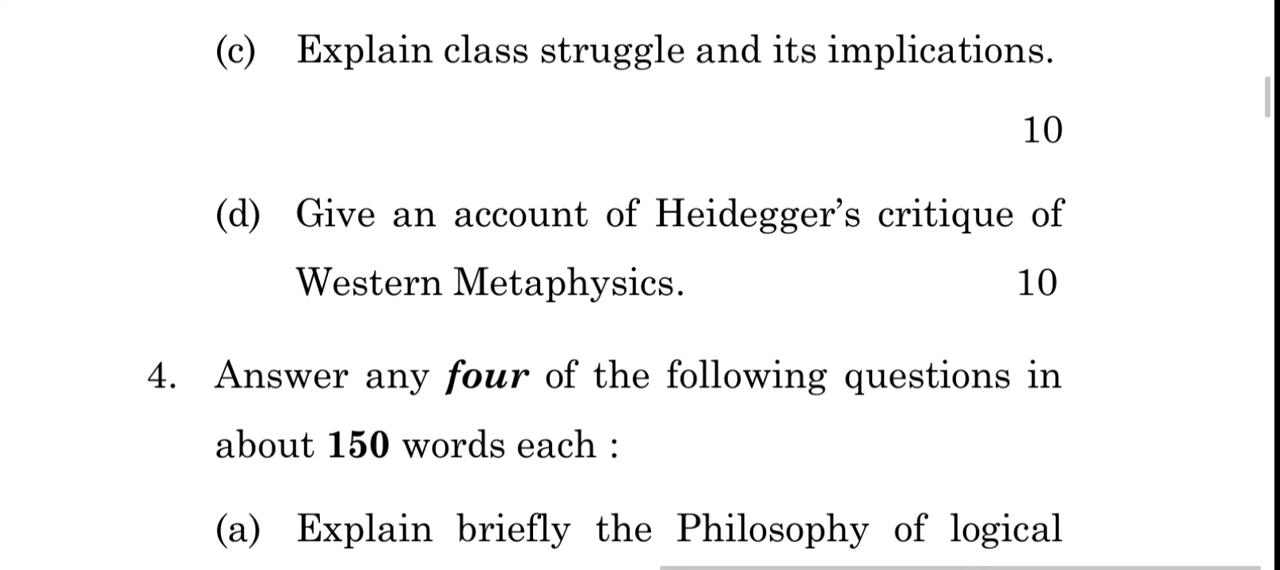 (c) Explain class struggle and its implications.
10
(d) Give an account of Heidegger's critique of
Western Metaphysics. 10
4. Answer any four of the following questions in
about 150 words each :
(a) Explain briefly the Philosophy of logical